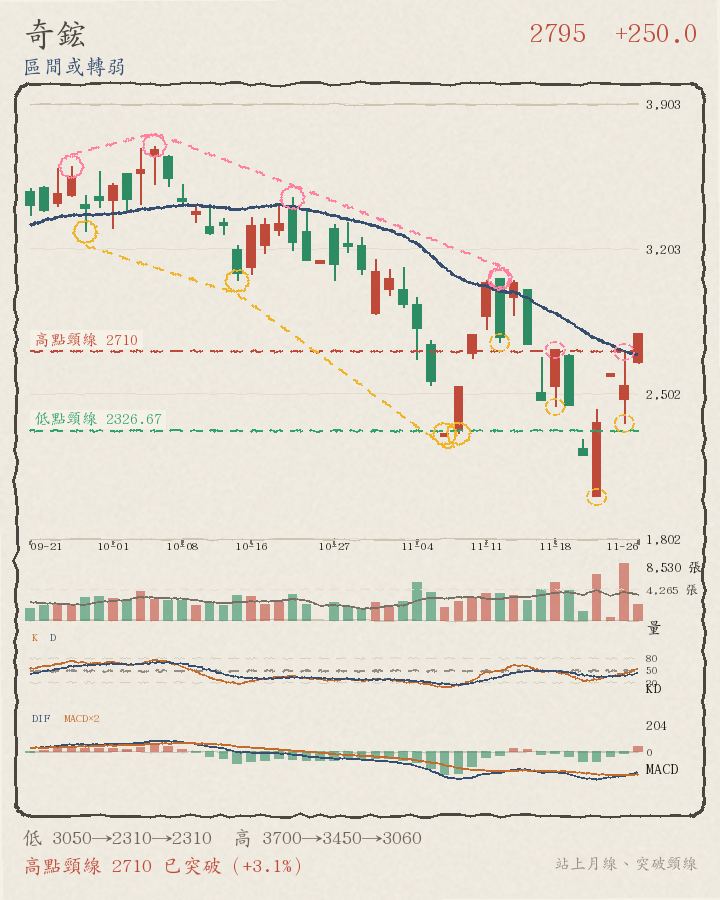 奇鋐
2795 +250.0
區間或轉弱
3,903
3,203
高點頸線 2710
2,502
低點頸線 2326.67
1,802
09-21 10-01 10-08 10-16 10-27 11-04 11-11 11-18 11-26
8,530 張
4,265 張
量
K D
80
50
20
KD
DIF MACD×2
204
0
MACD
低 3050→2310→2310 高 3700→3450→3060
高點頸線 2710 已突破 (+3.1%)
站上月線、突破頸線